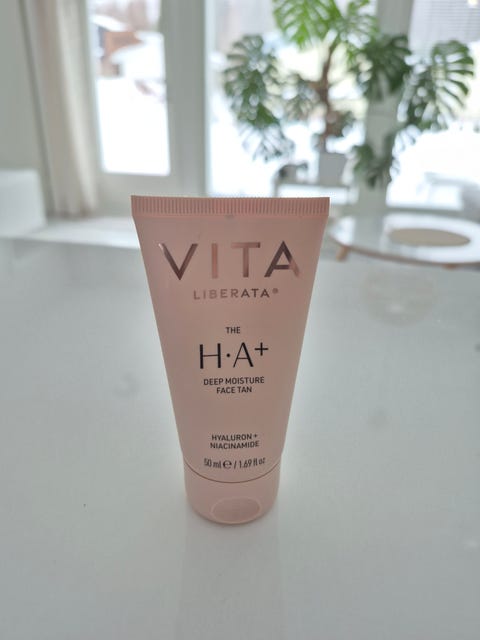 VITA
LIBERATA®
THE
H·A+
DEEP MOISTURE
FACE TAN
HYALURON +
NIACINAMIDE
50 ml ℮ / 1.69 fl oz